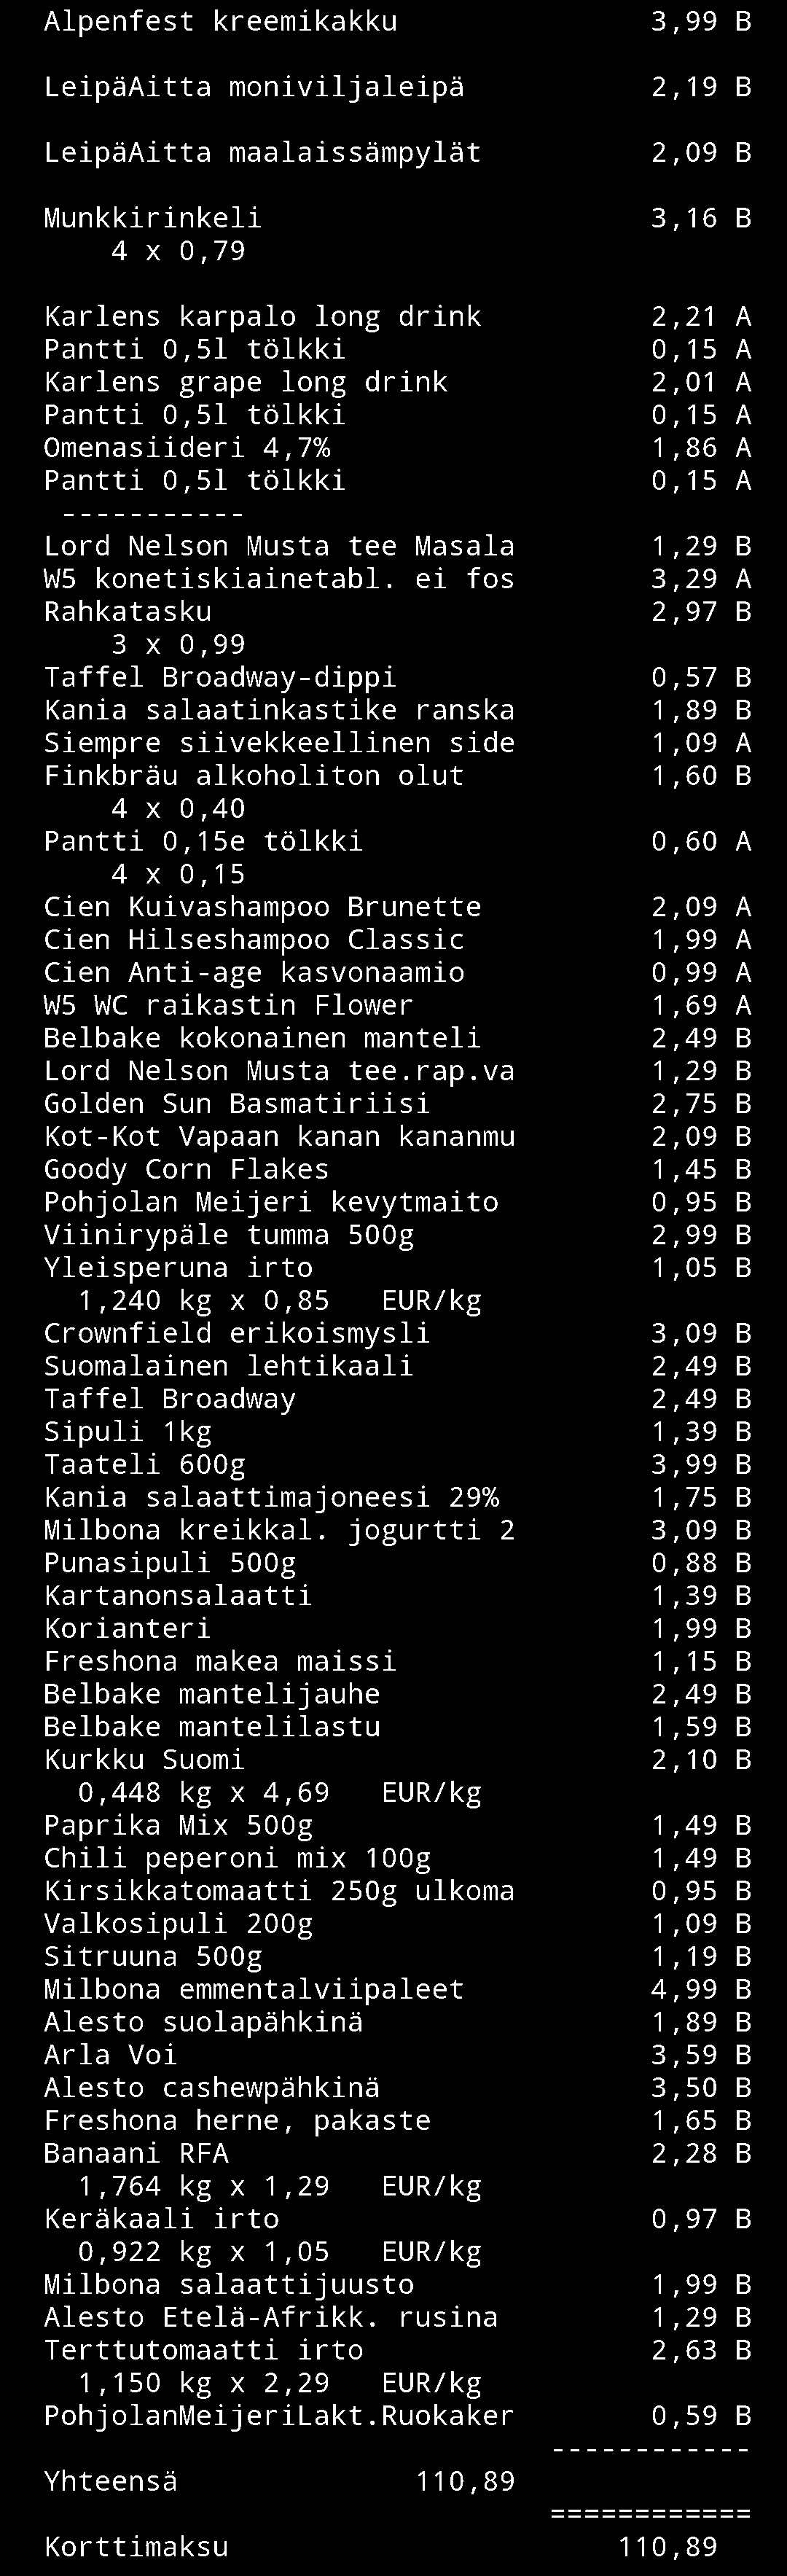 Alpenfest kreemikakku 3,99 B
LeipäAitta moniviljaleipä 2,19 B
LeipäAitta maalaissämpylät 2,09 B
Munkkirinkeli 3,16 B
4 x 0,79
Karlens karpalo long drink 2,21 A
Pantti 0,5l tölkki 0,15 A
Karlens grape long drink 2,01 A
Pantti 0,5l tölkki 0,15 A
Omenasiideri 4,7% 1,86 A
Pantti 0,5l tölkki 0,15 A
-----------
Lord Nelson Musta tee Masala 1,29 B
W5 konetiskiainetabl. ei fos 3,29 A
Rahkatasku 2,97 B
3 x 0,99
Taffel Broadway-dippi 0,57 B
Kania salaatinkastike ranska 1,89 B
Siempre siivekkeellinen side 1,09 A
Finkbräu alkoholiton olut 1,60 B
4 x 0,40
Pantti 0,15e tölkki 0,60 A
4 x 0,15
Cien Kuivashampoo Brunette 2,09 A
Cien Hilseshampoo Classic 1,99 A
Cien Anti-age kasvonaamio 0,99 A
W5 WC raikastin Flower 1,69 A
Belbake kokonainen manteli 2,49 B
Lord Nelson Musta tee.rap.va 1,29 B
Golden Sun Basmatiriisi 2,75 B
Kot-Kot Vapaan kanan kananmu 2,09 B
Goody Corn Flakes 1,45 B
Pohjolan Meijeri kevytmaito 0,95 B
Viinirypäle tumma 500g 2,99 B
Yleisperuna irto 1,05 B
1,240 kg x 0,85 EUR/kg
Crownfield erikoismysli 3,09 B
Suomalainen lehtikaali 2,49 B
Taffel Broadway 2,49 B
Sipuli 1kg 1,39 B
Taateli 600g 3,99 B
Kania salaattimajoneesi 29% 1,75 B
Milbona kreikkal. jogurtti 2 3,09 B
Punasipuli 500g 0,88 B
Kartanonsalaatti 1,39 B
Korianteri 1,99 B
Freshona makea maissi 1,15 B
Belbake mantelijauhe 2,49 B
Belbake mantelilastu 1,59 B
Kurkku Suomi 2,10 B
0,448 kg x 4,69 EUR/kg
Paprika Mix 500g 1,49 B
Chili peperoni mix 100g 1,49 B
Kirsikkatomaatti 250g ulkoma 0,95 B
Valkosipuli 200g 1,09 B
Sitruuna 500g 1,19 B
Milbona emmentalviipaleet 4,99 B
Alesto suolapähkinä 1,89 B
Arla Voi 3,59 B
Alesto cashewpähkinä 3,50 B
Freshona herne, pakaste 1,65 B
Banaani RFA 2,28 B
1,764 kg x 1,29 EUR/kg
Keräkaali irto 0,97 B
0,922 kg x 1,05 EUR/kg
Milbona salaattijuusto 1,99 B
Alesto Etelä-Afrikk. rusina 1,29 B
Terttutomaatti irto 2,63 B
1,150 kg x 2,29 EUR/kg
PohjolanMeijeriLakt.Ruokaker 0,59 B
------------
Yhteensä 110,89
============
Korttimaksu 110,89